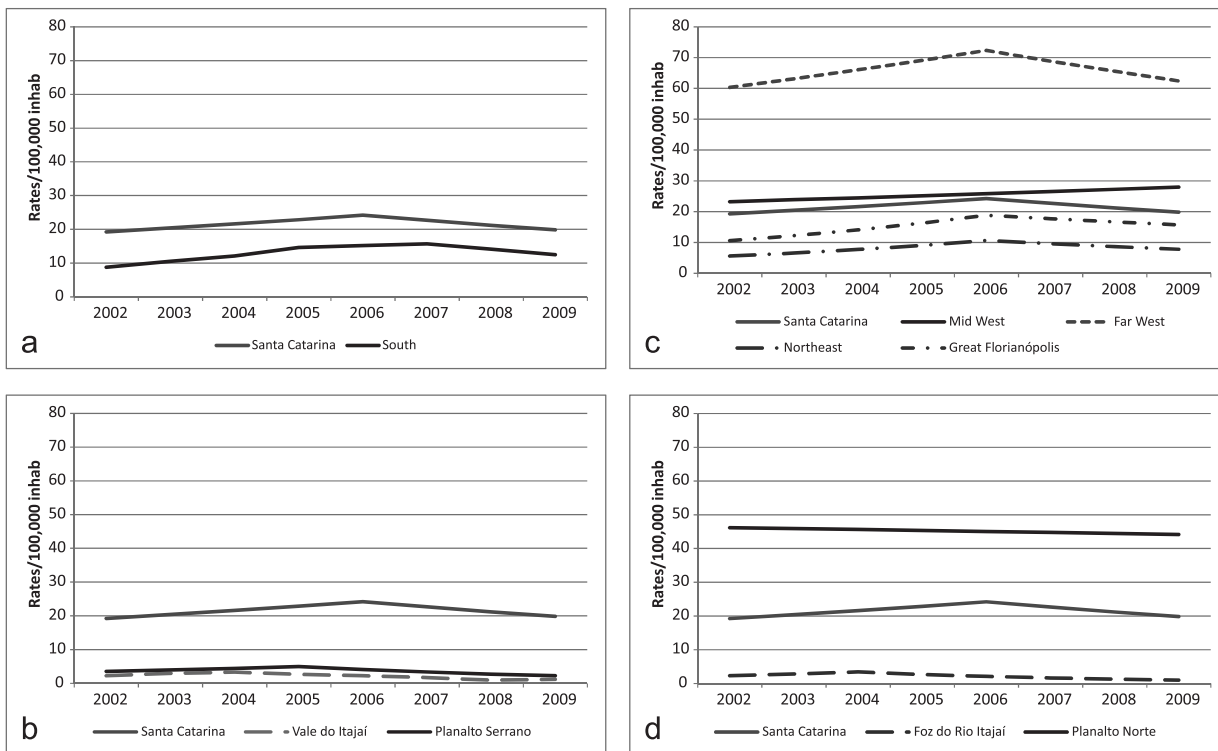 Rates/100,000 inhab
80
70
60
50
40
30
20
10
0
2002 2003 2004 2005 2006 2007 2008 2009
Santa Catarina South
a
Rates/100,000 inhab
80
70
60
50
40
30
20
10
0
2002 2003 2004 2005 2006 2007 2008 2009
Santa Catarina Mid West Far West
Northeast Great Florianópolis
c
Rates/100,000 inhab
80
70
60
50
40
30
20
10
0
2002 2003 2004 2005 2006 2007 2008 2009
Santa Catarina Vale do Itajaí Planalto Serrano
b
Rates/100,000 inhab
80
70
60
50
40
30
20
10
0
2002 2003 2004 2005 2006 2007 2008 2009
Santa Catarina Foz do Rio Itajaí Planalto Norte
d